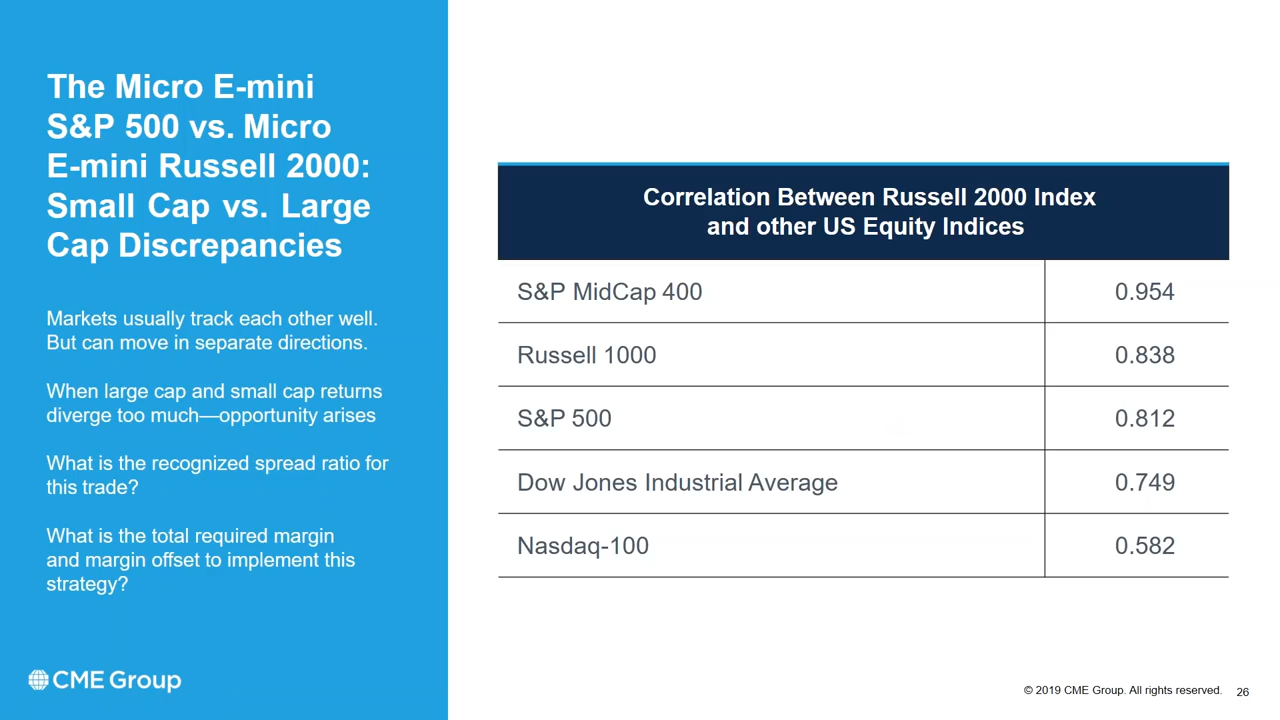 The Micro E-mini
S&P 500 vs. Micro
E-mini Russell 2000:
Small Cap vs. Large
Cap Discrepancies
Markets usually track each other well.
But can move in separate directions.
When large cap and small cap returns
diverge too much—opportunity arises
What is the recognized spread ratio for
this trade?
What is the total required margin
and margin offset to implement this
strategy?
CME Group
Correlation Between Russell 2000 Index
and other US Equity Indices
S&P MidCap 400 0.954
Russell 1000 0.838
S&P 500 0.812
Dow Jones Industrial Average 0.749
Nasdaq-100 0.582
© 2019 CME Group. All rights reserved. 26